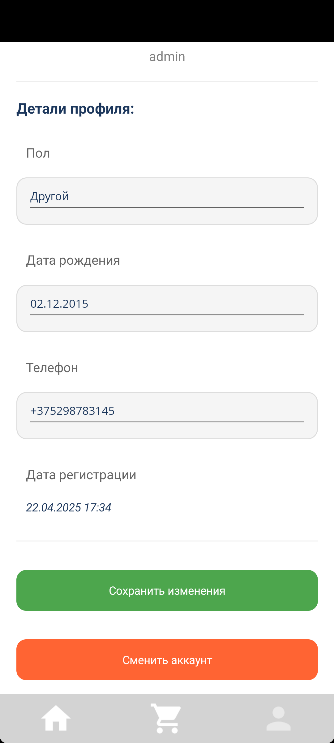 admin
Детали профиля:
Пол
Другой
Дата рождения
02.12.2015
Телефон
+375298783145
Дата регистрации
22.04.2025 17:34
Сохранить изменения
Сменить аккаунт